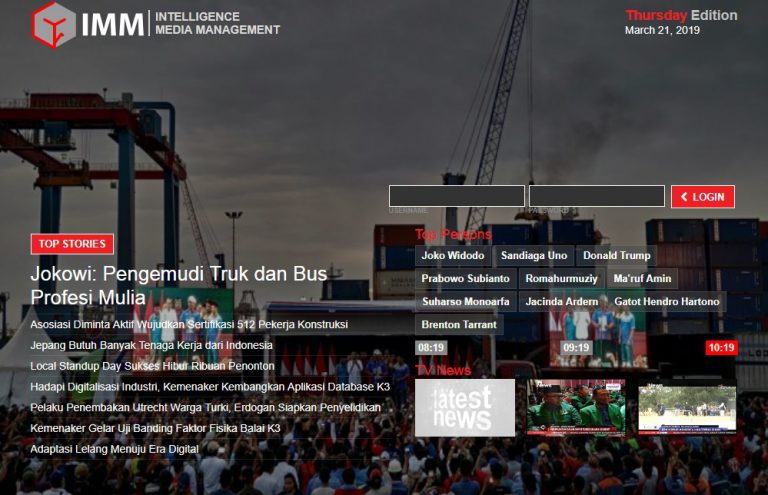 IMM
INTELLIGENCE
MEDIA MANAGEMENT
Thursday Edition
March 21, 2019
USERNAME
PASSWORD
LOGIN
TOP STORIES
Jokowi: Pengemudi Truk dan Bus
Profesi Mulia
Asosiasi Diminta Aktif Wujudkan Sertifikasi 512 Pekerja Konstruksi
Jepang Butuh Banyak Tenaga Kerja dari Indonesia
Local Standup Day Sukses Hibur Ribuan Penonton
Hadapi Digitalisasi Industri, Kemenaker Kembangkan Aplikasi Database K3
Pelaku Penembakan Utrecht Warga Turki, Erdogan Siapkan Penyelidikan
Kemenaker Gelar Uji Banding Faktor Fisika Balai K3
Adaptasi Lelang Menuju Era Digital
Top Persons
Joko Widodo Sandiaga Uno Donald Trump
Prabowo Subianto Romahurmuziy Ma'ruf Amin
Suharso Monoarfa Jacinda Ardern Gatot Hendro Hartono
Brenton Tarrant
08:19 09:19 10:19
TV News
latest
news